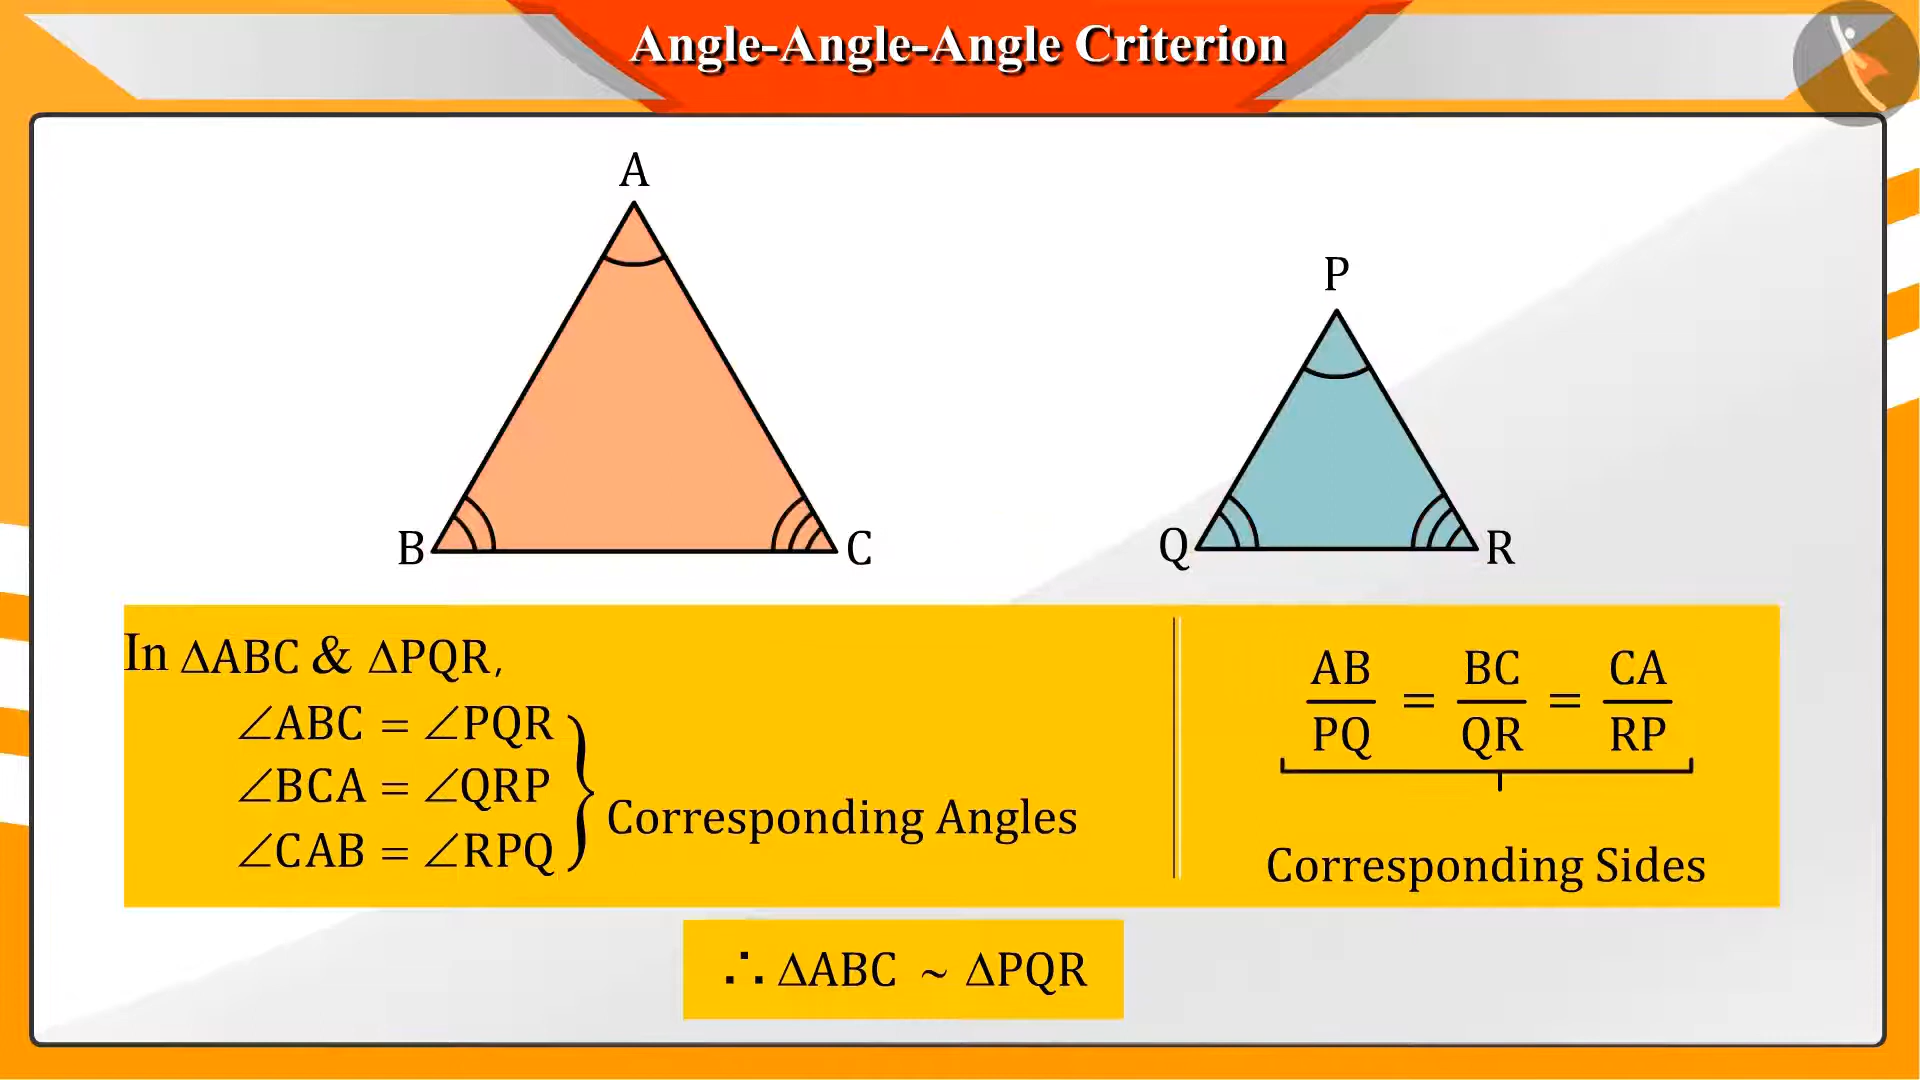 Angle-Angle-Angle Criterion
A
P
B
C
Q
R
In ΔABC & ΔPQR,
∠ABC = ∠PQR
∠BCA = ∠QRP
∠CAB = ∠RPQ
Corresponding Angles
AB/PQ = BC/QR = CA/RP
Corresponding Sides
∴ ΔABC ~ ΔPQR